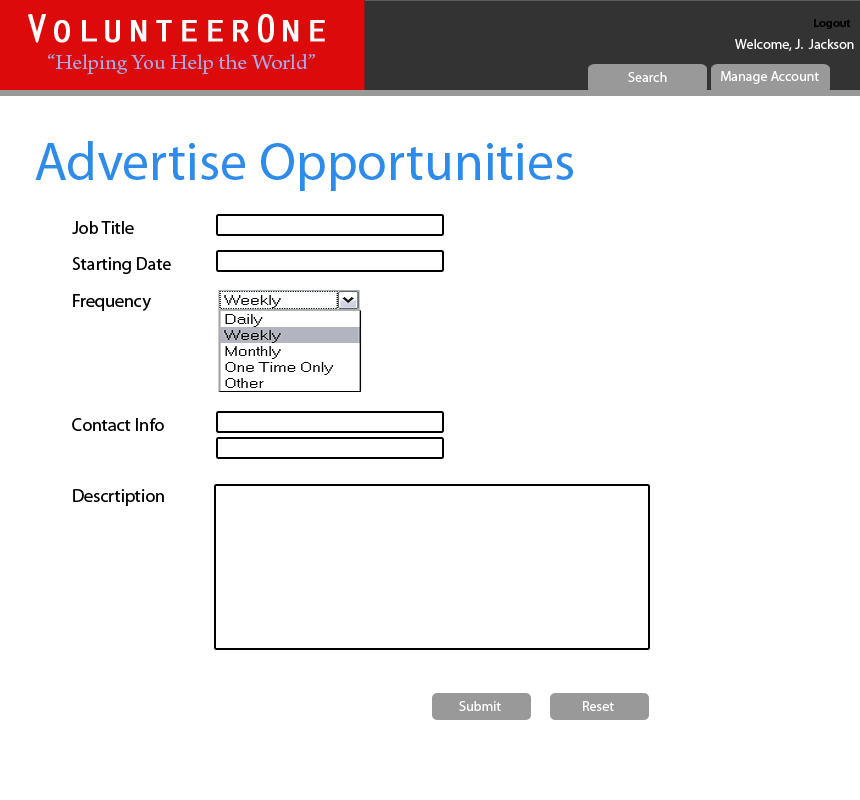 VOLUNTEERONE
“Helping You Help the World”
Logout
Welcome, J. Jackson
Search
Manage Account
Advertise Opportunities
Job Title
Starting Date
Frequency
Weekly
Daily
Weekly
Monthly
One Time Only
Other
Contact Info
Descrtiption
Submit
Reset